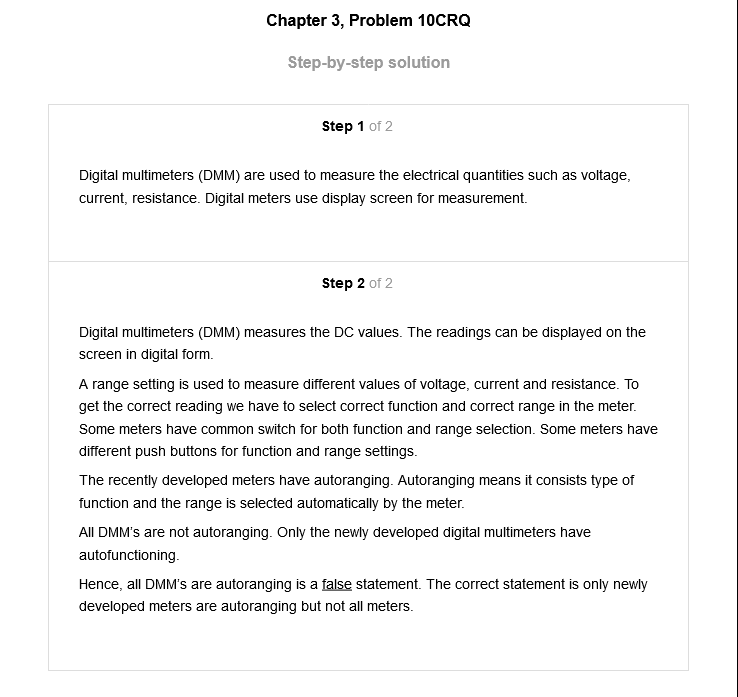 Chapter 3, Problem 10CRQ
Step-by-step solution
Step 1 of 2
Digital multimeters (DMM) are used to measure the electrical quantities such as voltage,
current, resistance. Digital meters use display screen for measurement.
Step 2 of 2
Digital multimeters (DMM) measures the DC values. The readings can be displayed on the
screen in digital form.
A range setting is used to measure different values of voltage, current and resistance. To
get the correct reading we have to select correct function and correct range in the meter.
Some meters have common switch for both function and range selection. Some meters have
different push buttons for function and range settings.
The recently developed meters have autoranging. Autoranging means it consists type of
function and the range is selected automatically by the meter.
All DMM's are not autoranging. Only the newly developed digital multimeters have
autofunctioning.
Hence, all DMM's are autoranging is a false statement. The correct statement is only newly
developed meters are autoranging but not all meters.